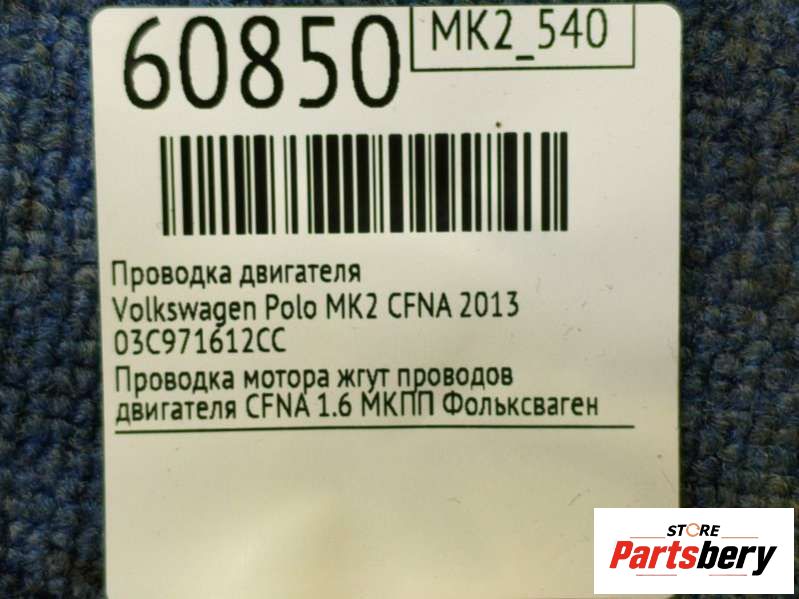 60850
MK2_540
Проводка двигателя
Volkswagen Polo MK2 CFNA 2013
03C971612CC
Проводка мотора жгут проводов
двигателя CFNA 1.6 МКПП Фольксваген
STORE
Partsbery